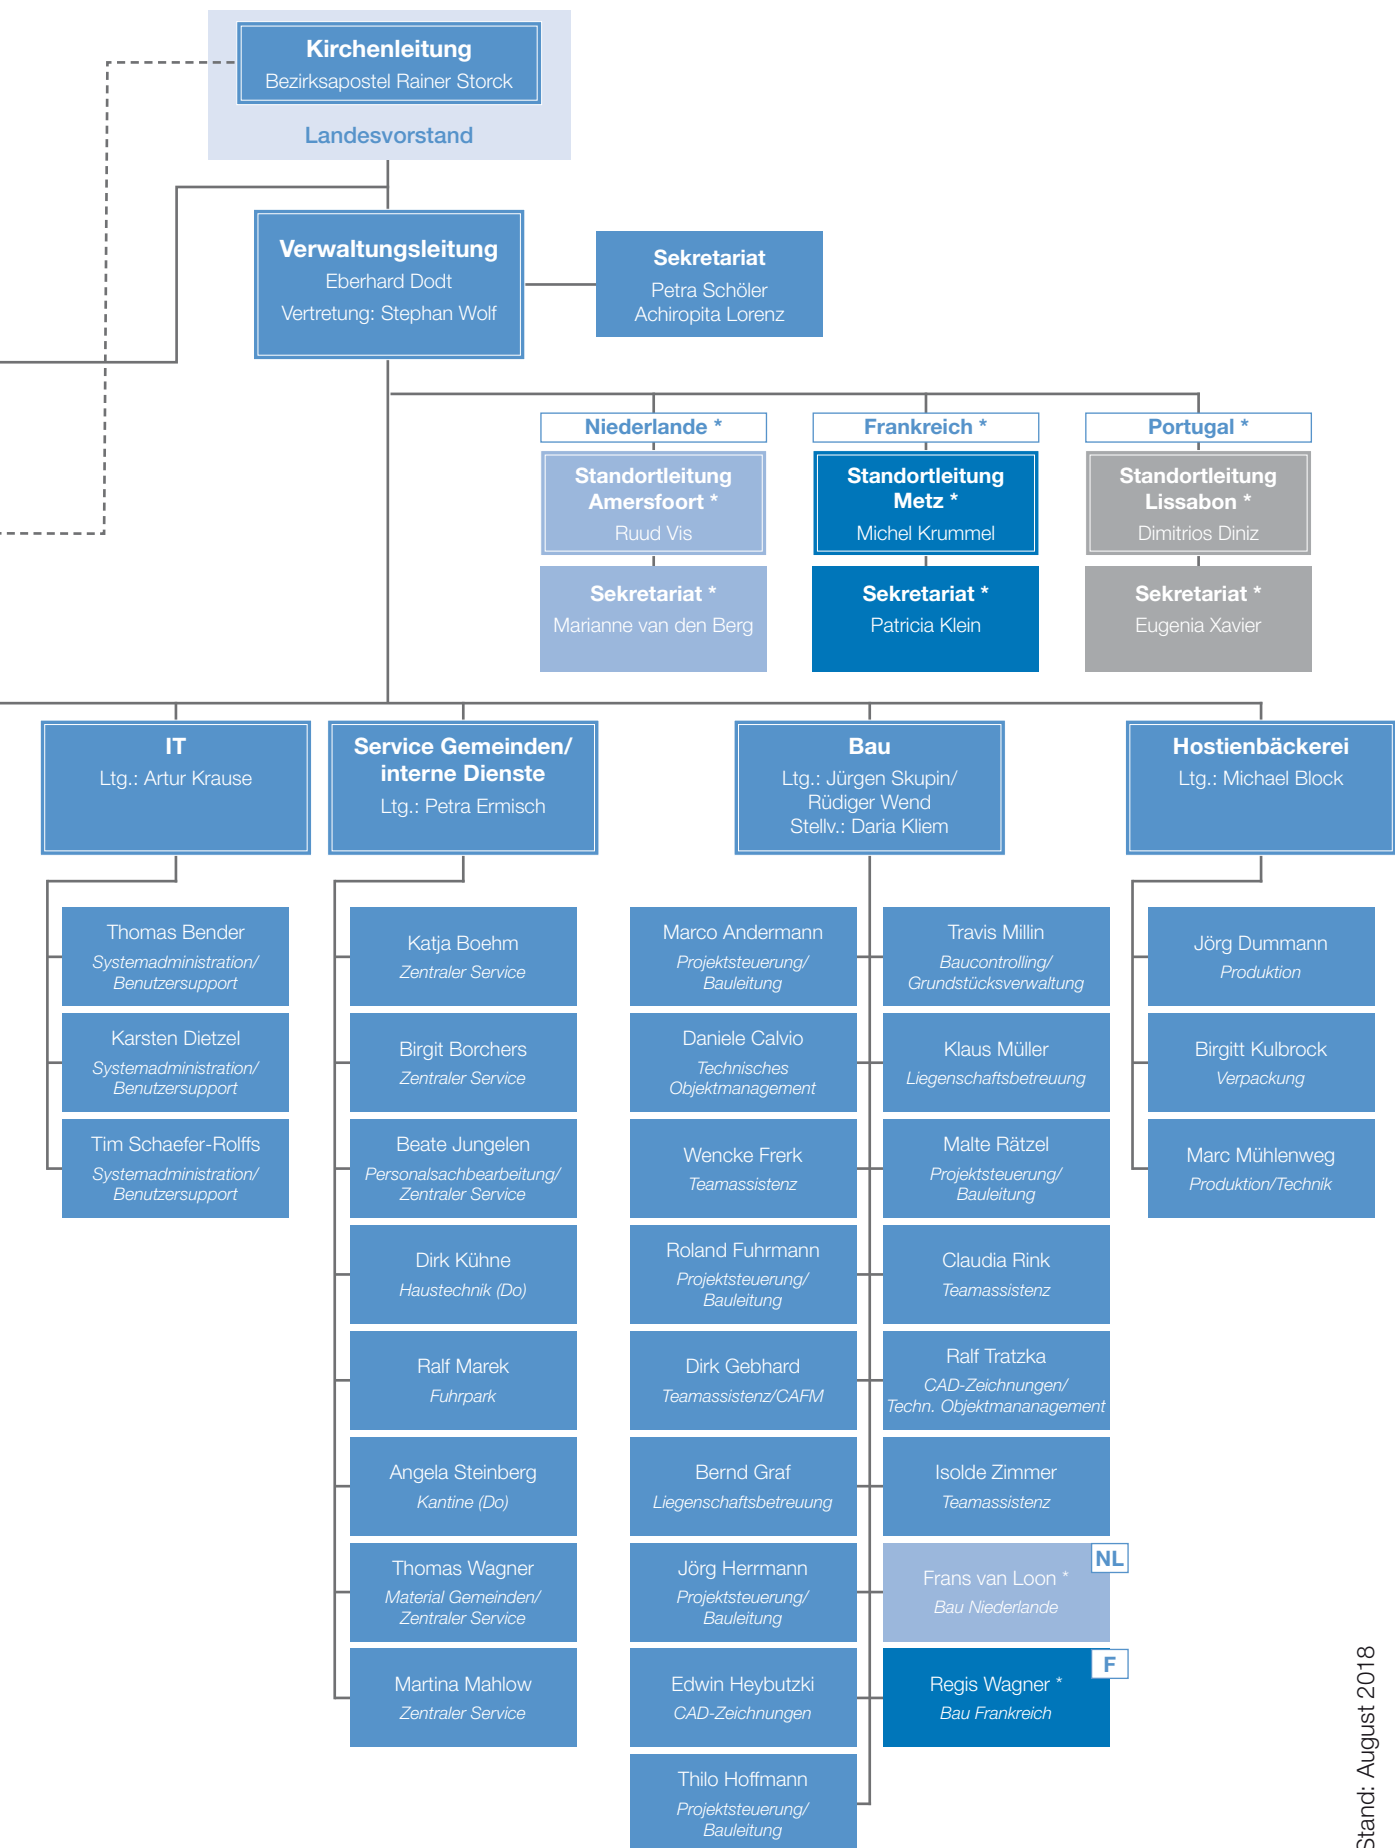 Kirchenleitung
Bezirksapostel Rainer Storck
Landesvorstand
Verwaltungsleitung
Eberhard Dodt
Vertretung: Stephan Wolf
Sekretariat
Petra Schöler
Achiropita Lorenz
Niederlande *
Standortleitung
Amersfoort *
Ruud Vis
Sekretariat *
Marianne van den Berg
Frankreich *
Standortleitung
Metz *
Michel Krummel
Sekretariat *
Patricia Klein
Portugal *
Standortleitung
Lissabon *
Dimitrios Diniz
Sekretariat *
Eugenia Xavier
IT
Ltg.: Artur Krause
Thomas Bender
Systemadministration/
Benutzersupport
Karsten Dietzel
Systemadministration/
Benutzersupport
Tim Schaefer-Rolffs
Systemadministration/
Benutzersupport
Service Gemeinden/
interne Dienste
Ltg.: Petra Ermisch
Katja Boehm
Zentraler Service
Birgit Borchers
Zentraler Service
Beate Jungelen
Personalsachbearbeitung/
Zentraler Service
Dirk Kühne
Haustechnik (Do)
Ralf Marek
Fuhrpark
Angela Steinberg
Kantine (Do)
Thomas Wagner
Material Gemeinden/
Zentraler Service
Martina Mahlow
Zentraler Service
Bau
Ltg.: Jürgen Skupin/
Rüdiger Wend
Stellv.: Daria Kliem
Marco Andermann
Projektsteuerung/
Bauleitung
Daniele Calvio
Technisches
Objektmanagement
Wencke Frerk
Teamassistenz
Roland Fuhrmann
Projektsteuerung/
Bauleitung
Dirk Gebhard
Teamassistenz/CAFM
Bernd Graf
Liegenschaftsbetreuung
Jörg Herrmann
Projektsteuerung/
Bauleitung
Edwin Heybutzki
CAD-Zeichnungen
Thilo Hoffmann
Projektsteuerung/
Bauleitung
Travis Millin
Baucontrolling/
Grundstücksverwaltung
Klaus Müller
Liegenschaftsbetreuung
Malte Rätzel
Projektsteuerung/
Bauleitung
Claudia Rink
Teamassistenz
Ralf Tratzka
CAD-Zeichnungen/
Techn. Objektmananagement
Isolde Zimmer
Teamassistenz
NL
Frans van Loon *
Bau Niederlande
F
Regis Wagner *
Bau Frankreich
Hostienbäckerei
Ltg.: Michael Block
Jörg Dummann
Produktion
Birgitt Kulbrock
Verpackung
Marc Mühlenweg
Produktion/Technik
Stand: August 2018